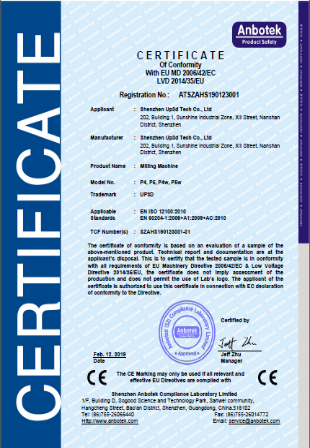 CERTIFICATE
Anbotek
Product Safety
CERTIFICATE
Of Conformity
With EU MD 2006/42/EC
LVD 2014/35/EU
Registration No.: ATSZAHS190123001
Applicant : Shenzhen Up3d Tech Co., Ltd
202, Building 1, Sunshine Industrial Zone, Xili Street, Nanshan
District, Shenzhen
Manufacturer : Shenzhen Up3d Tech Co., Ltd
202, Building 1, Sunshine Industrial Zone, Xili Street, Nanshan
District, Shenzhen
Product Name : Milling Machine
Model No. : P4, P5, P4w, P5w
Trademark : UP3D
Applicable : EN ISO 12100:2010
Standards EN 60204-1:2006+A1:2009+AC:2010
TCF Number(s) : SZAHS190123001-01
The certificate of conformity is based on an evaluation of a sample of the
above-mentioned product. Technical report and documentation are at the
applicant's disposal. This is to certify that the tested sample is in conformity
with all requirements of EU Machinery Directive 2006/42/EC & Low Voltage
Directive 2014/35/EU, the certificate does not imply assessment of the
production and does not permit the use of Lab's logo. The applicant of the
certificate is authorized to use this certificate in connection with EC declaration
of conformity to the Directive.
Anbotek
Approved
Certified by
Jeff Zhu
Feb. 12, 2019
Date
Jeff Zhu
Manager
CE
The CE Marking may only be used if all relevant and
effective EU Directives are complied with
CE
Shenzhen Anbotek Compliance Laboratory Limited
1/F, Building D, Sogood Science and Technology Park, Sanwei community,
Hangcheng Street, Baoan District, Shenzhen, Guangdong, China.518102
Tel: (86)755-26066440 Fax: (86)755-26014772
Http://www.anbotek.com Email: service@anbotek.com